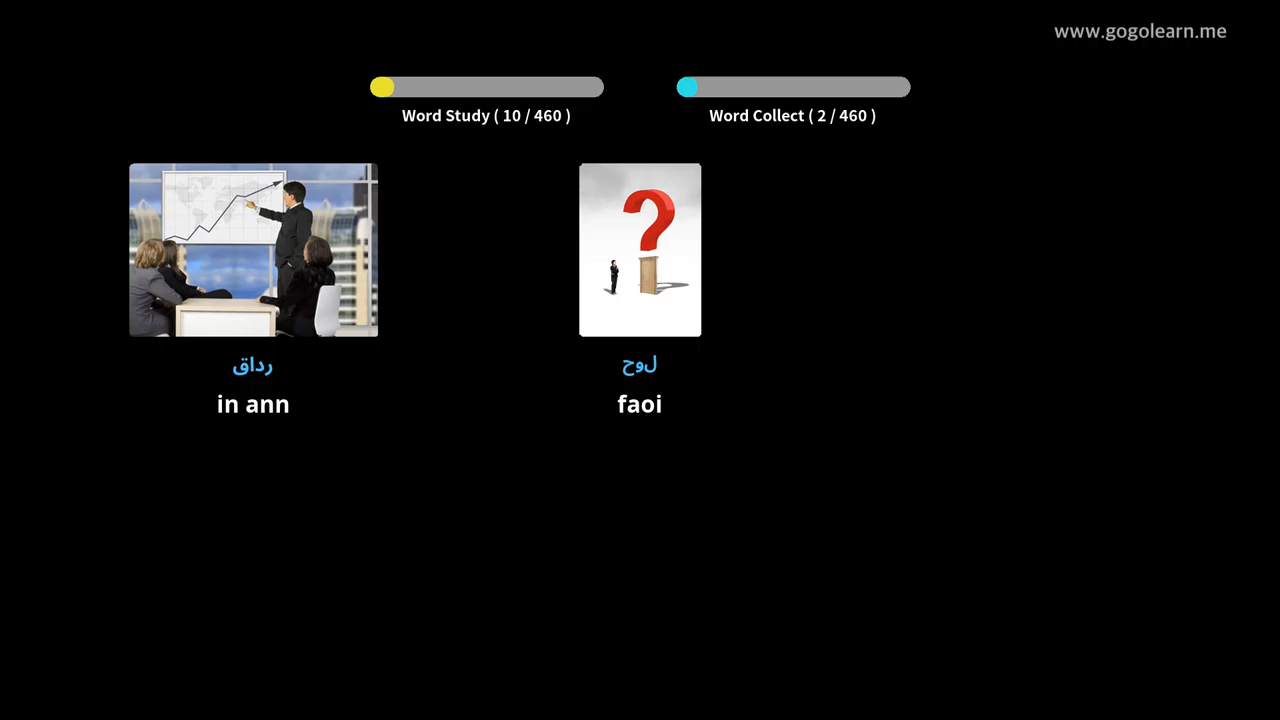 www.gogolearn.me
Word Study ( 10 / 460 )
Word Collect ( 2 / 460 )
رداق
in ann
لوح
faoi